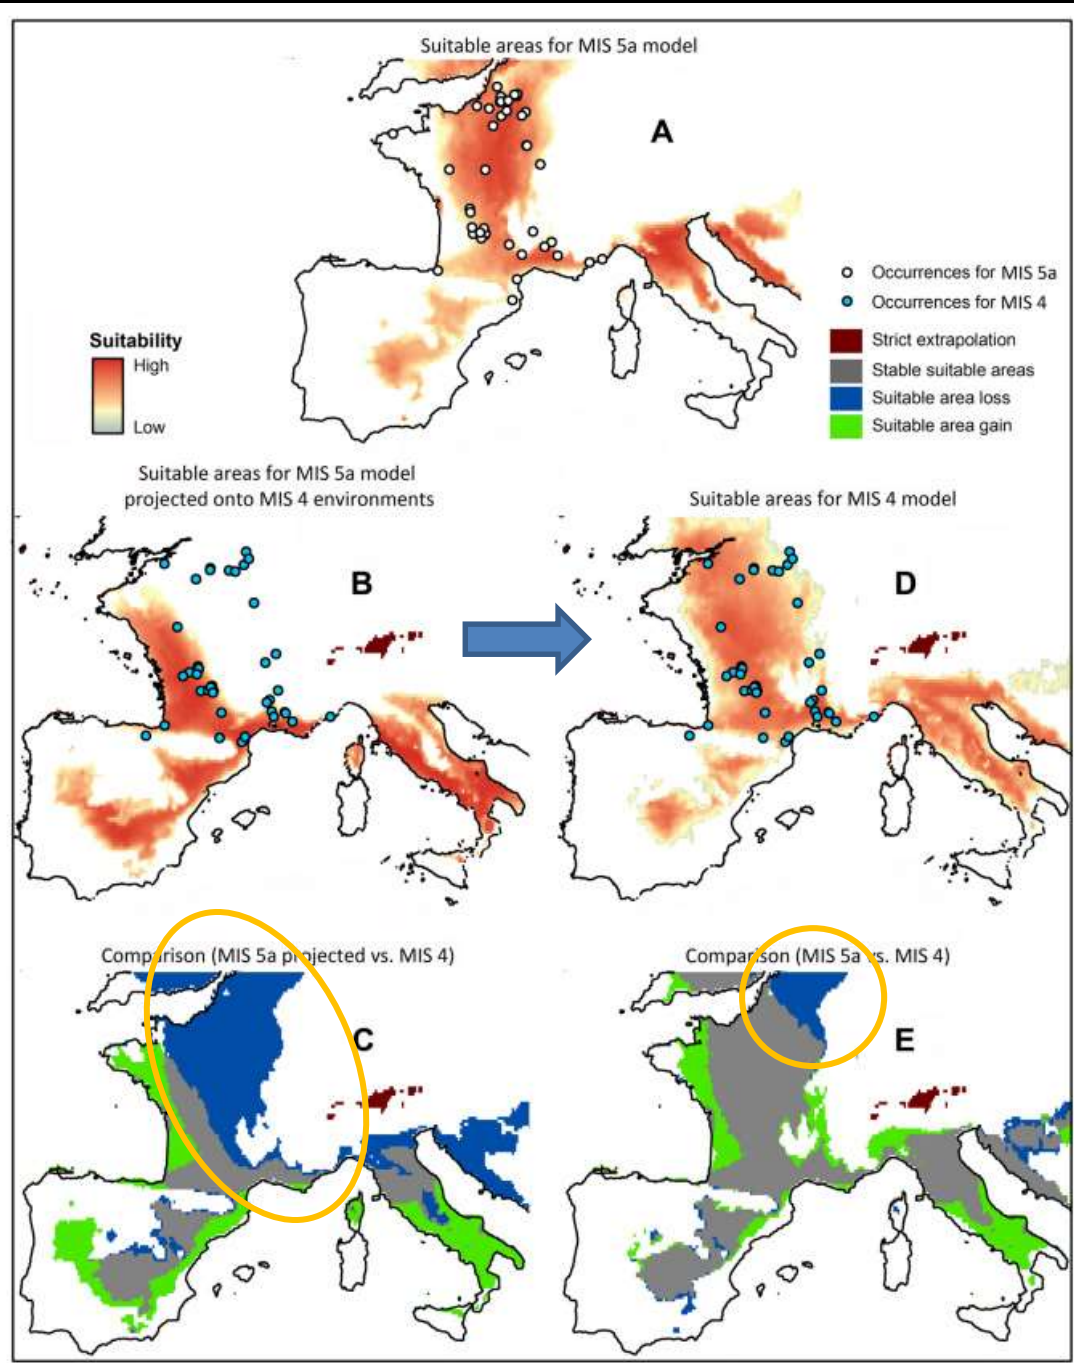 Suitable areas for MIS 5a model
A
Occurrences for MIS 5a
Occurrences for MIS 4
Suitability
High
Low
Strict extrapolation
Stable suitable areas
Suitable area loss
Suitable area gain
Suitable areas for MIS 5a model
projected onto MIS 4 environments
B
Suitable areas for MIS 4 model
D
Comparison (MIS 5a projected vs. MIS 4)
C
Comparison (MIS 5a vs. MIS 4)
E